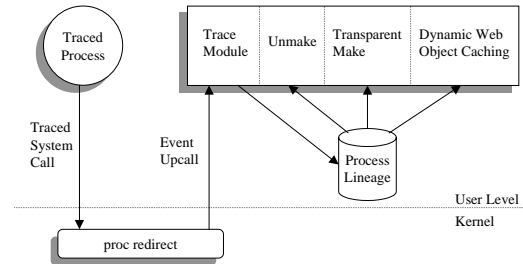 Traced
Process
Trace
Module
Unmake
Transparent
Make
Dynamic Web
Object Caching
Traced
System
Call
Event
Upcall
Process
Lineage
User Level
Kernel
proc redirect